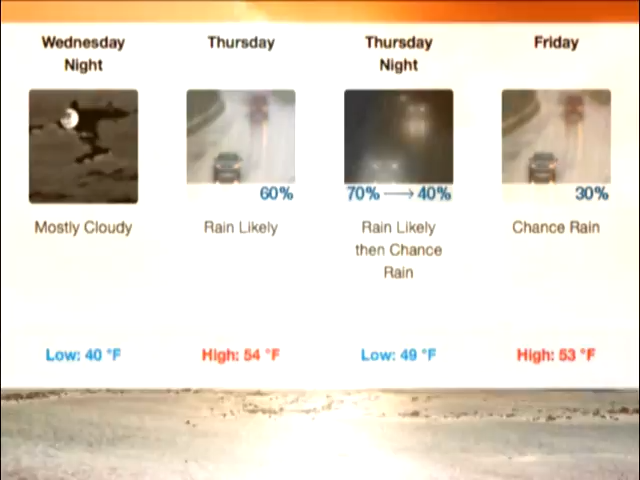 Wednesday
Night
Thursday
Thursday
Night
Friday
60%
70% → 40%
30%
Mostly Cloudy
Rain Likely
Rain Likely
then Chance
Rain
Chance Rain
Low: 40 °F
High: 54 °F
Low: 49 °F
High: 53 °F